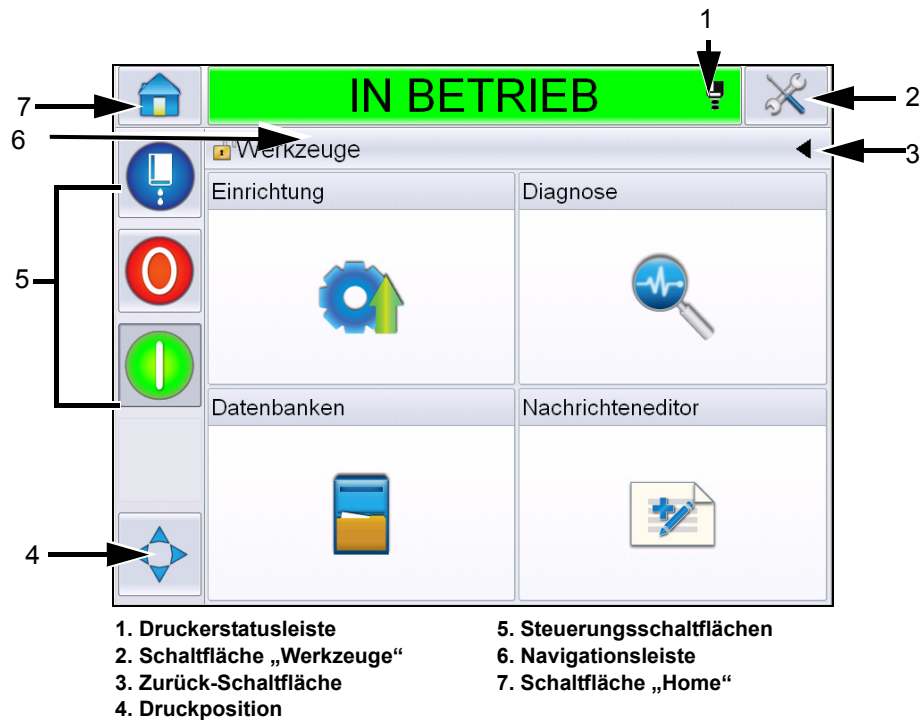 1
IN BETRIEB
2
7
6
Werkzeuge
3
Einrichtung
Diagnose
5
Datenbanken
Nachrichteneditor
4
1. Druckerstatusleiste
2. Schaltfläche „Werkzeuge“
3. Zurück-Schaltfläche
4. Druckposition
5. Steuerungsschaltflächen
6. Navigationsleiste
7. Schaltfläche „Home“